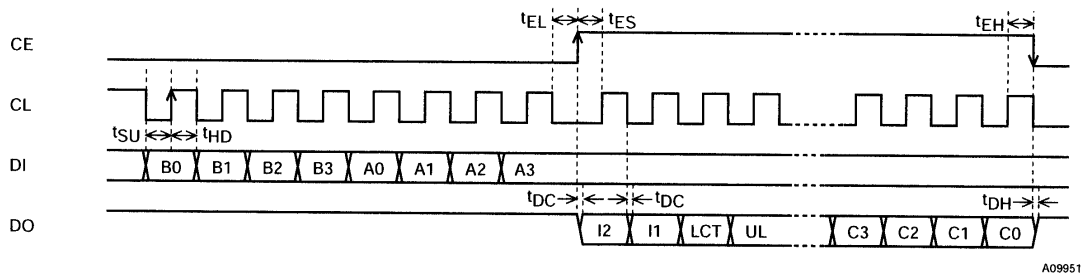 tEL tES tEH
CE
CL
tSU tHD
DI B0 B1 B2 B3 A0 A1 A2 A3
tDC tDC tDH
DO I2 I1 LCT UL C3 C2 C1 C0
A09951